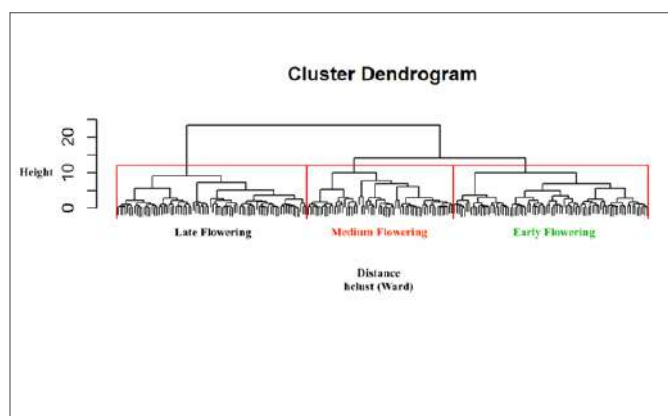 Cluster Dendrogram
20
10
0
Height
Late Flowering
Medium Flowering
Early Flowering
Distance
hclust (Ward)